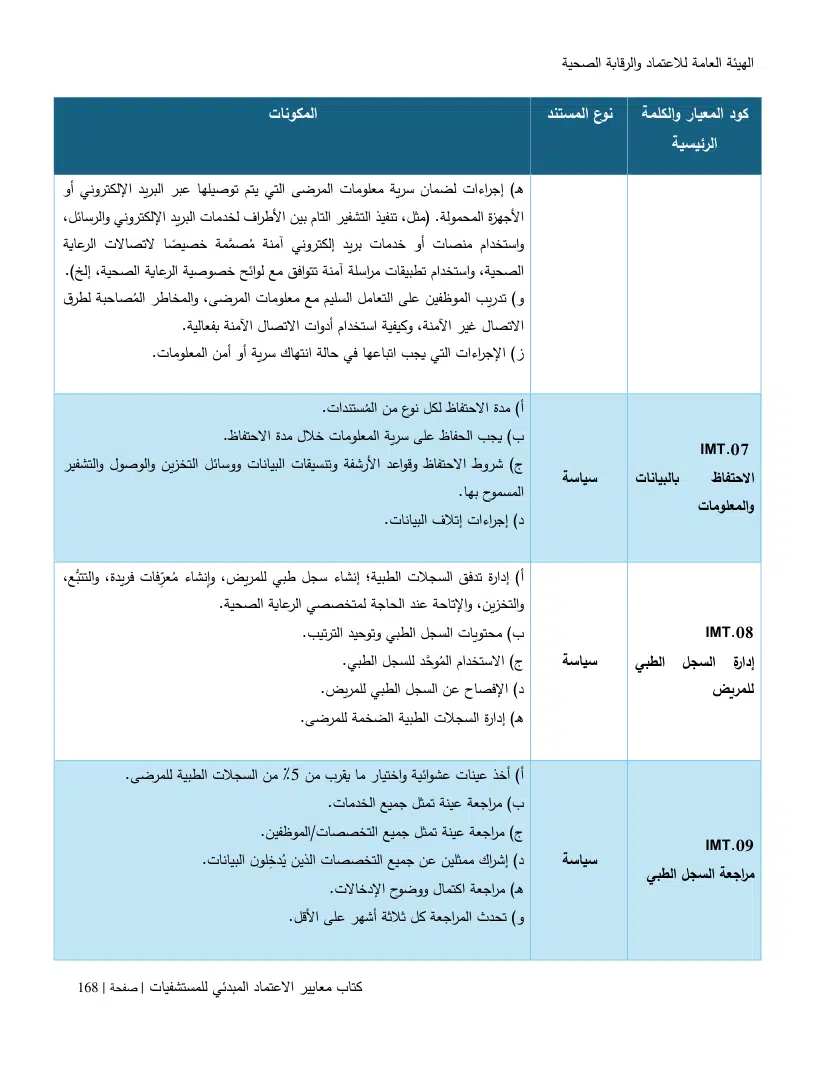 الهيئة العامة للاعتماد والرقابة الصحية
كود المعيار والكلمة
الرئيسية
نوع المستند
المكونات
هـ) إجراءات لضمان سرية معلومات المرضى التي يتم توصيلها عبر البريد الإلكتروني أو
الأجهزة المحمولة. (مثل، تنفيذ التشفير التام بين الأطراف لخدمات البريد الإلكتروني والرسائل،
واستخدام منصات أو خدمات بريد إلكتروني آمنة مُصمَّمة خصيصًا لاتصالات الرعاية
الصحية، واستخدام تطبيقات مراسلة آمنة تتوافق مع لوائح خصوصية الرعاية الصحية، إلخ).
و) تدريب الموظفين على التعامل السليم مع معلومات المرضى، والمخاطر المُصاحبة لطرق
الاتصال غير الآمنة، وكيفية استخدام أدوات الاتصال الآمنة بفعالية.
ز) الإجراءات التي يجب اتباعها في حالة انتهاك سرية أو أمن المعلومات.
IMT.07
الاحتفاظ بالبيانات
والمعلومات
سياسة
أ) مدة الاحتفاظ لكل نوع من المُستندات.
ب) يجب الحفاظ على سرية المعلومات خلال مدة الاحتفاظ.
ج) شروط الاحتفاظ وقواعد الأرشفة وتنسيقات البيانات ووسائل التخزين والوصول والتشفير
المسموح بها.
د) إجراءات إتلاف البيانات.
IMT.08
إدارة السجل الطبي
للمريض
سياسة
أ) إدارة تدفق السجلات الطبية؛ إنشاء سجل طبي للمريض، وإنشاء مُعرِّفات فريدة، والتتبُّع،
والتخزين، والإتاحة عند الحاجة لمتخصصي الرعاية الصحية.
ب) محتويات السجل الطبي وتوحيد الترتيب.
ج) الاستخدام المُوحَّد للسجل الطبي.
د) الإفصاح عن السجل الطبي للمريض.
هـ) إدارة السجلات الطبية الضخمة للمرضى.
IMT.09
مراجعة السجل الطبي
سياسة
أ) أخذ عينات عشوائية واختيار ما يقرب من 5٪ من السجلات الطبية للمرضى.
ب) مراجعة عينة تمثل جميع الخدمات.
ج) مراجعة عينة تمثل جميع التخصصات/الموظفين.
د) إشراك ممثلين عن جميع التخصصات الذين يُدخِلون البيانات.
هـ) مراجعة اكتمال ووضوح الإدخالات.
و) تحدث المراجعة كل ثلاثة أشهر على الأقل.
كتاب معايير الاعتماد المبدئي للمستشفيات | صفحة | 168